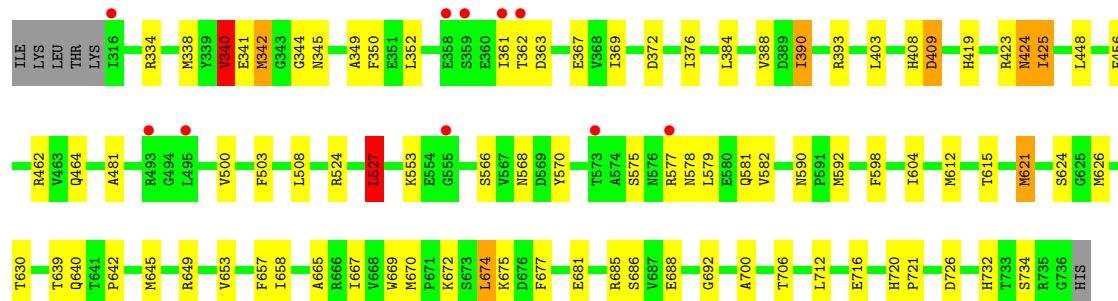 ILE LYS LEU THR LYS I316 R334 M338 Y339 V340 E341 M342 G343 G344 N345 A349 F350 E351 L352 E358 S359 E360 I361 T362 D363 E367 V368 I369 D372 I376 L384 V388 D389 I390 R393 L403 H408 D409 H419 R423 N424 I425 L448
R462 V463 Q464 A481 R493 G494 L495 V500 F503 L508 R524 L527 K553 E554 G555 S566 V567 N568 D569 Y570 T573 A574 S575 N576 R577 N578 L579 E580 Q581 V582 N590 P591 M592 F598 I604 M612 T615 M621 S624 G625 M626
T630 T639 Q640 T641 P642 M645 R649 V653 F657 I658 A665 R666 I667 V668 W669 M670 P671 K672 S673 L674 K675 D676 F677 E681 R685 S686 V687 E688 G692 A700 T706 L712 E716 H720 P721 D726 H732 T733 S734 R735 G736 HIS